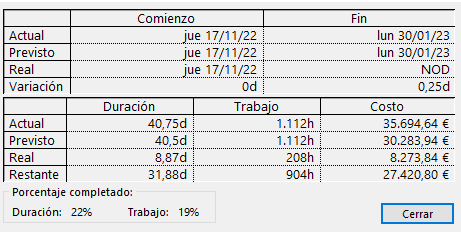 Comienzo Fin
Actual jue 17/11/22 lun 30/01/23
Previsto jue 17/11/22 lun 30/01/23
Real jue 17/11/22 NOD
Variación 0d 0,25d
Duración Trabajo Costo
Actual 40,75d 1.112h 35.694,64 €
Previsto 40,5d 1.112h 30.283,94 €
Real 8,87d 208h 8.273,84 €
Restante 31,88d 904h 27.420,80 €
Porcentaje completado:
Duración: 22% Trabajo: 19% Cerrar